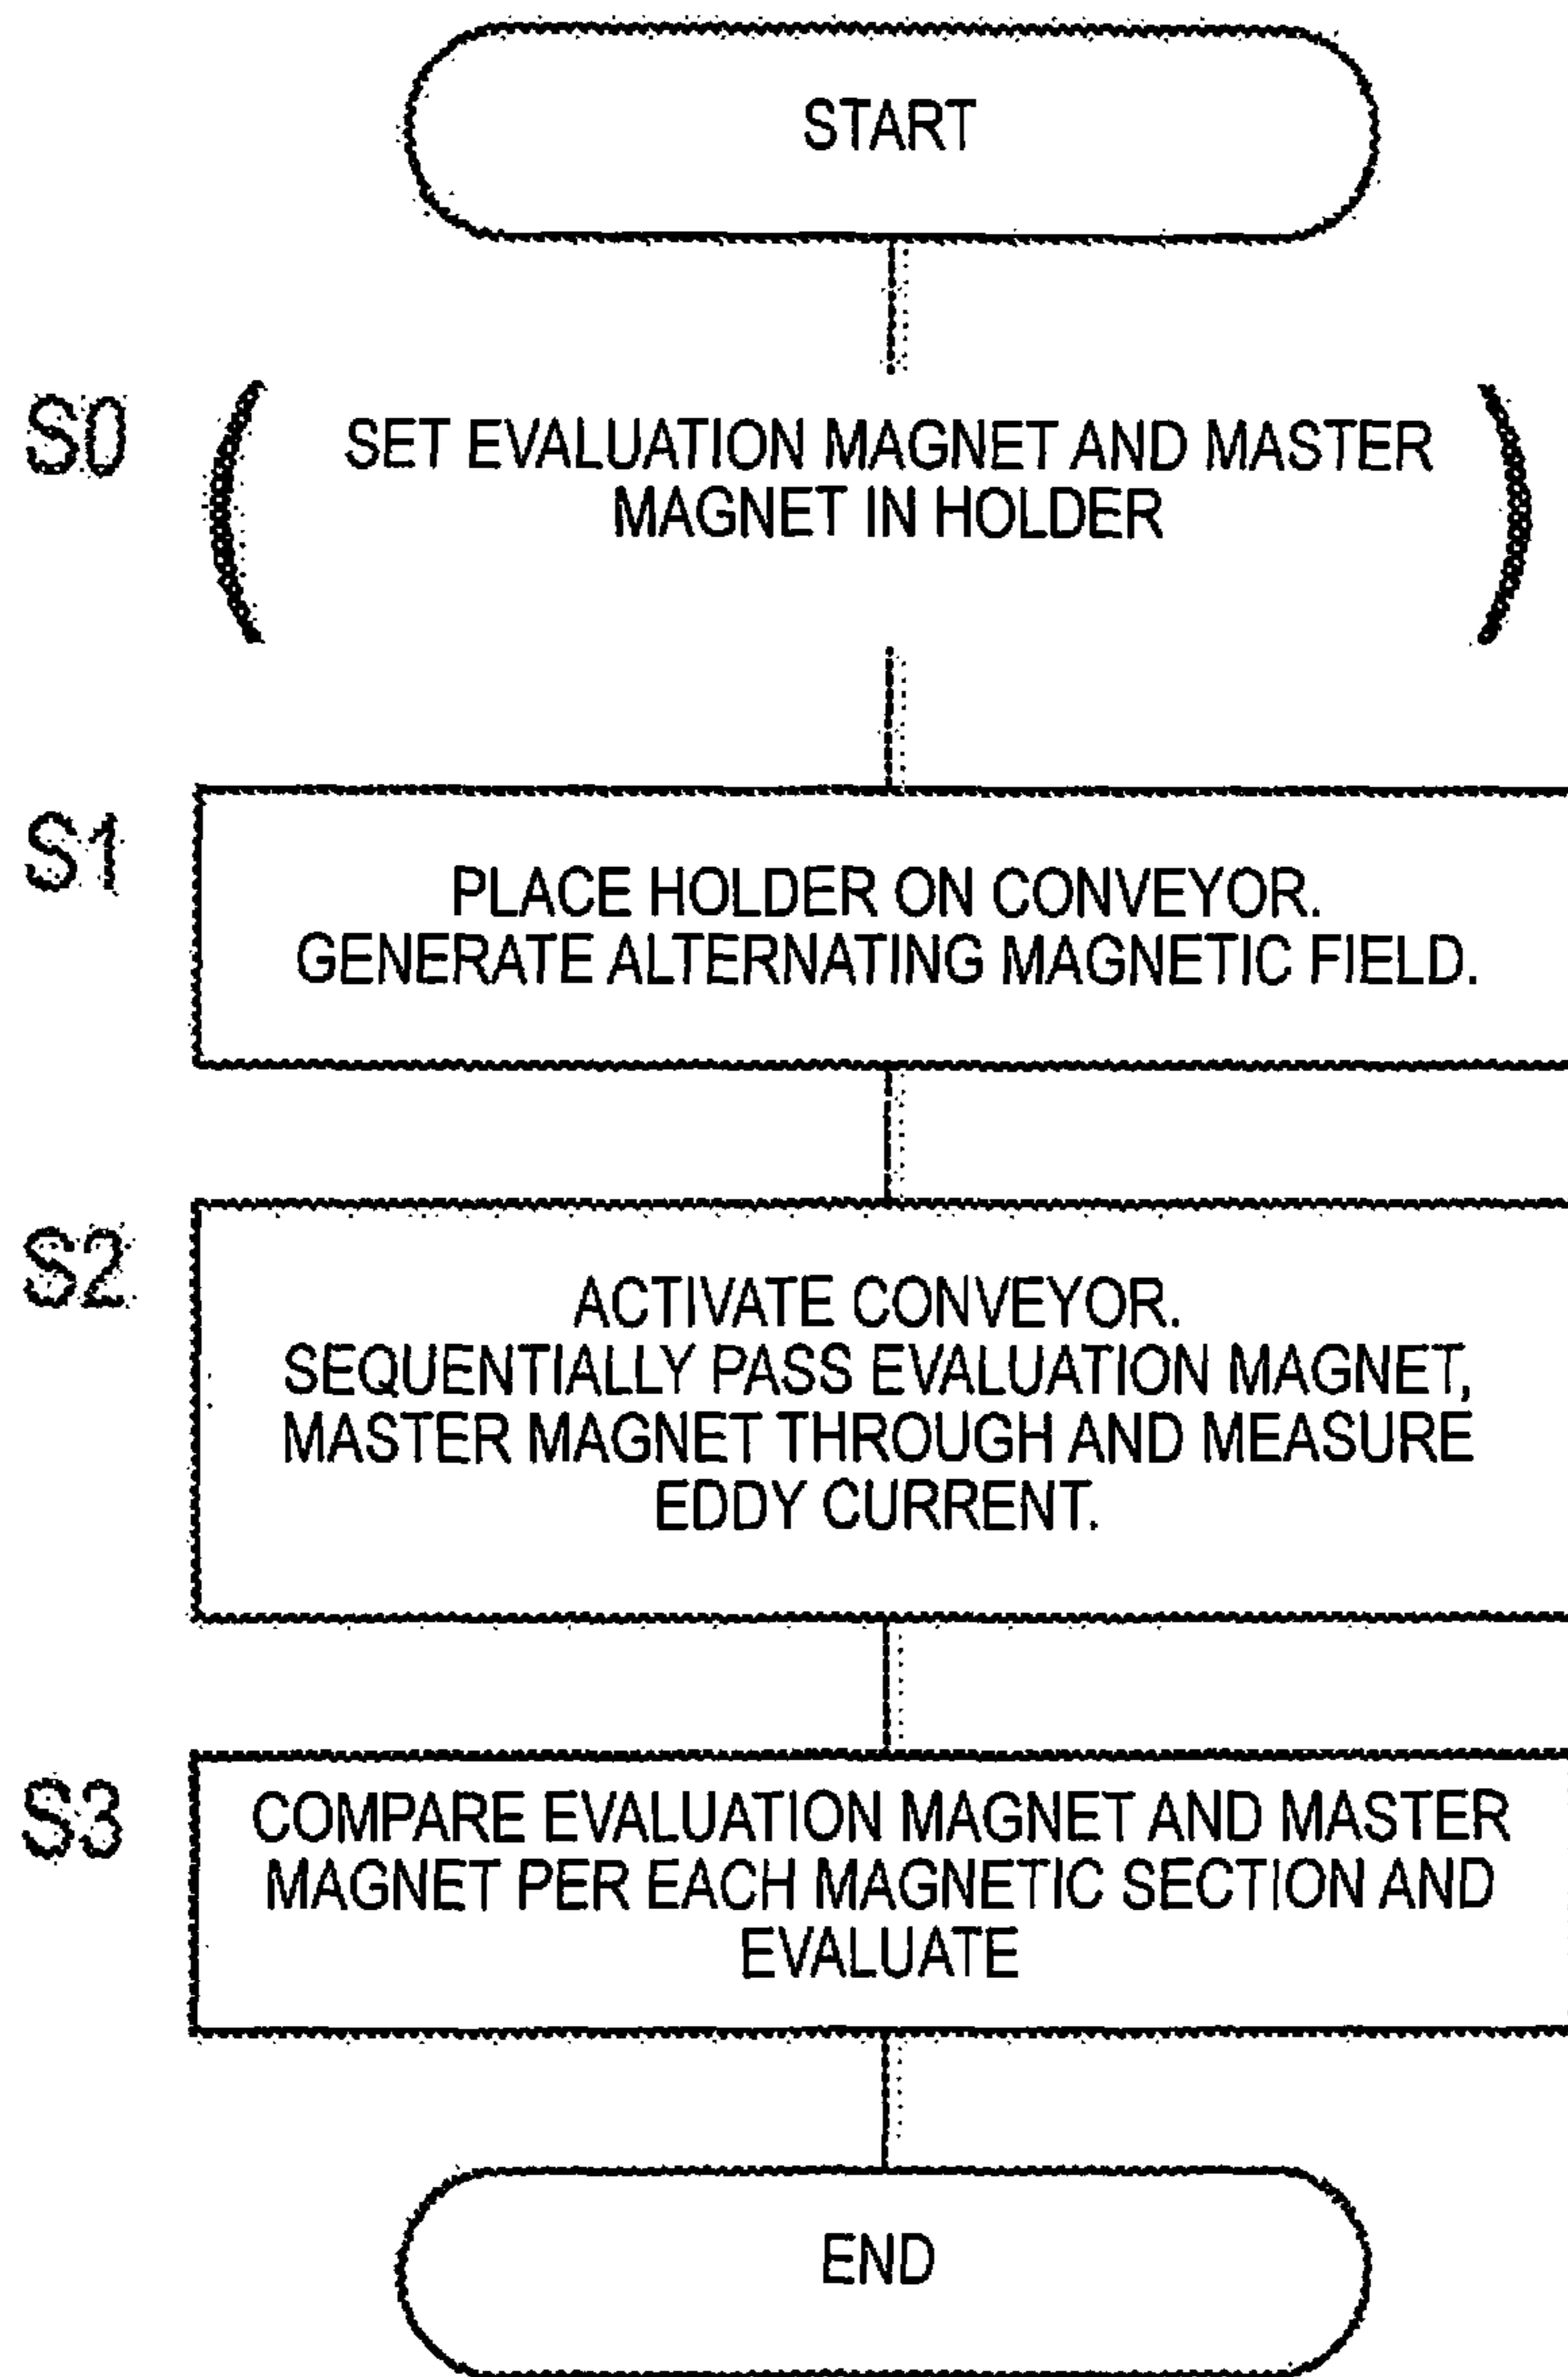 START
S0
SET EVALUATION MAGNET AND MASTER
MAGNET IN HOLDER
S1
PLACE HOLDER ON CONVEYOR.
GENERATE ALTERNATING MAGNETIC FIELD.
S2
ACTIVATE CONVEYOR.
SEQUENTIALLY PASS EVALUATION MAGNET,
MASTER MAGNET THROUGH AND MEASURE
EDDY CURRENT.
S3
COMPARE EVALUATION MAGNET AND MASTER
MAGNET PER EACH MAGNETIC SECTION AND
EVALUATE
END